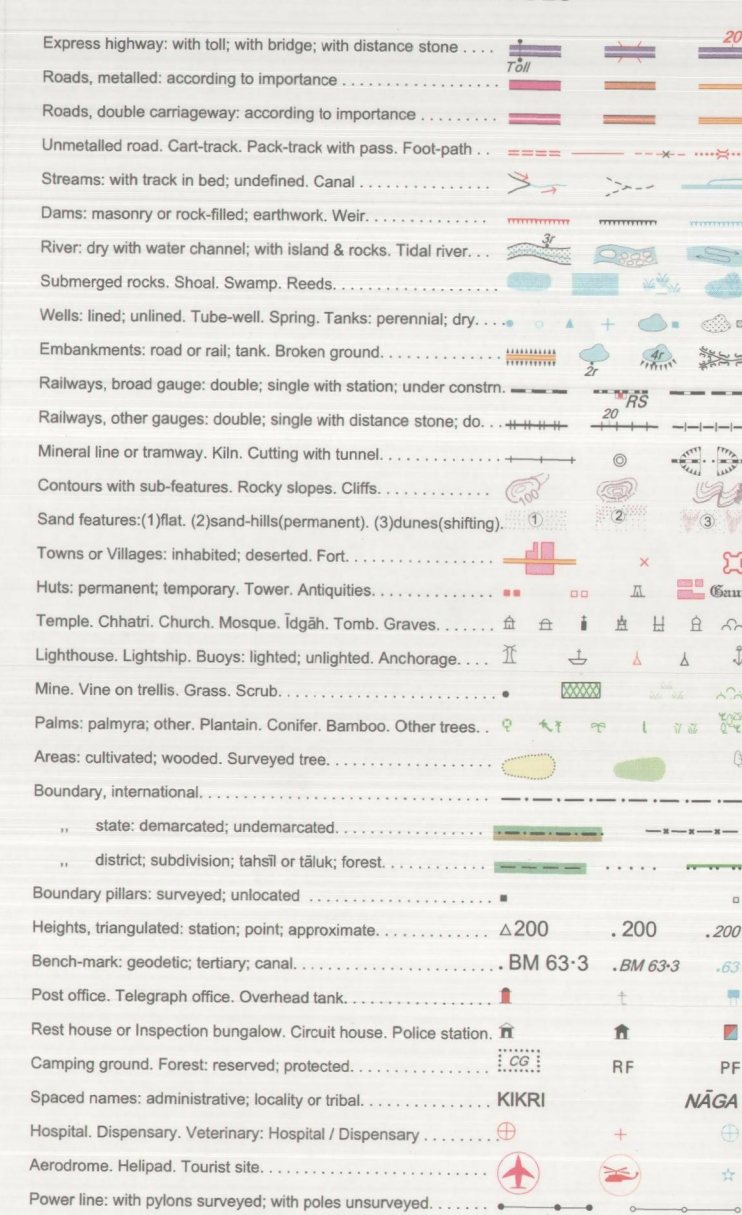 Express highway: with toll; with bridge; with distance stone .... Toll 20
Roads, metalled: according to importance
Roads, double carriageway: according to importance
Unmetalled road. Cart-track. Pack-track with pass. Foot-path
Streams: with track in bed; undefined. Canal
Dams: masonry or rock-filled; earthwork. Weir
River: dry with water channel; with island & rocks. Tidal river... 3r
Submerged rocks. Shoal. Swamp. Reeds
Wells: lined; unlined. Tube-well. Spring. Tanks: perennial; dry
Embankments: road or rail; tank. Broken ground 2r 4r
Railways, broad gauge: double; single with station; under constrn. RS
Railways, other gauges: double; single with distance stone; do... 20
Mineral line or tramway. Kiln. Cutting with tunnel
Contours with sub-features. Rocky slopes. Cliffs. 100
Sand features:(1)flat. (2)sand-hills(permanent). (3)dunes(shifting). 1 2 3
Towns or Villages: inhabited; deserted. Fort
Huts: permanent; temporary. Tower. Antiquities
Temple. Chhatri. Church. Mosque. Īdgāh. Tomb. Graves
Lighthouse. Lightship. Buoys: lighted; unlighted. Anchorage
Mine. Vine on trellis. Grass. Scrub
Palms: palmyra; other. Plantain. Conifer. Bamboo. Other trees
Areas: cultivated; wooded. Surveyed tree
Boundary, international
,, state: demarcated; undemarcated
,, district; subdivision; tahsīl or tāluk; forest
Boundary pillars: surveyed; unlocated
Heights, triangulated: station; point; approximate. 200 .200 .200
Bench-mark: geodetic; tertiary; canal. .BM 63·3 .BM 63·3 .63
Post office. Telegraph office. Overhead tank
Rest house or Inspection bungalow. Circuit house. Police station.
Camping ground. Forest: reserved; protected. CG RF PF
Spaced names: administrative; locality or tribal. KIKRI NĀGA
Hospital. Dispensary. Veterinary: Hospital / Dispensary
Aerodrome. Helipad. Tourist site
Power line: with pylons surveyed; with poles unsurveyed